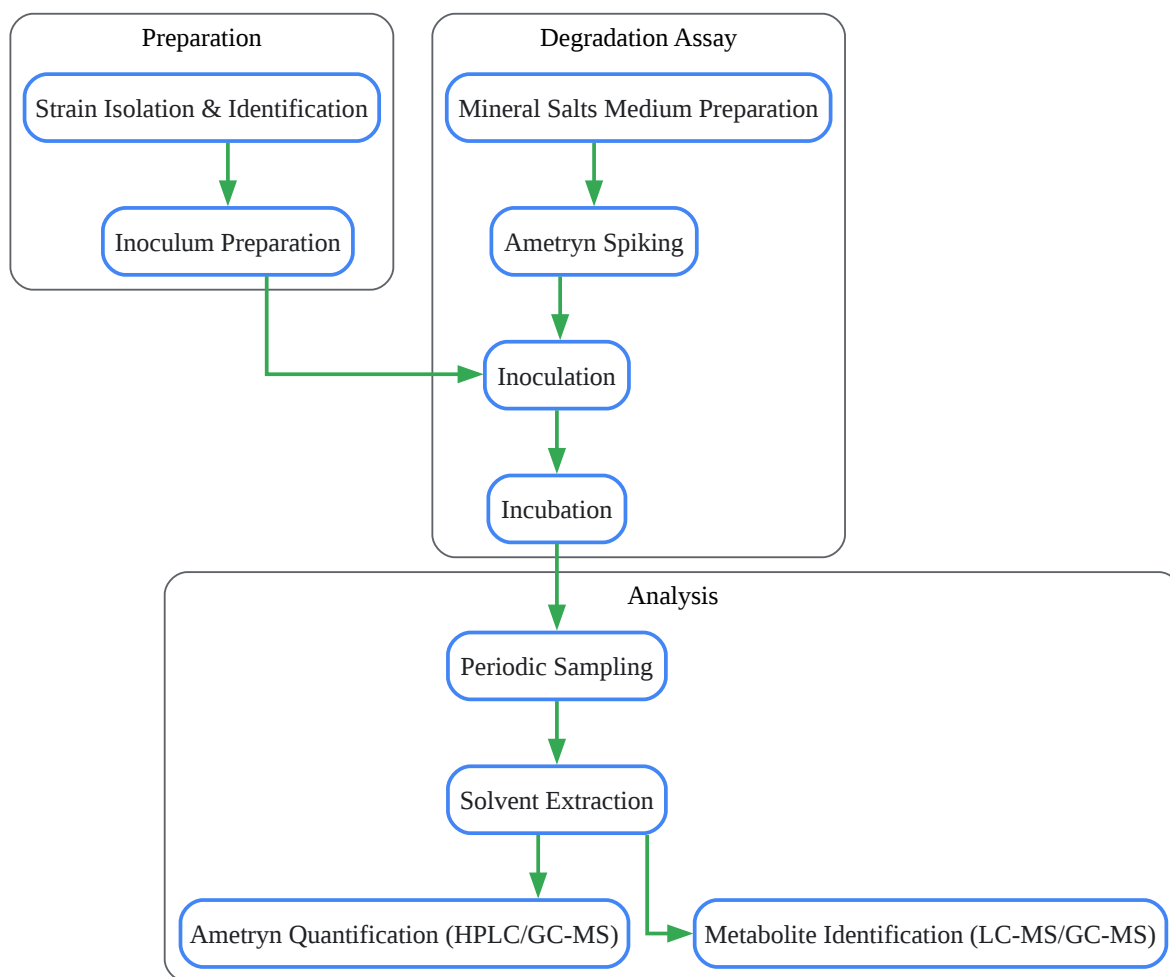 Preparation
Strain Isolation & Identification
Inoculum Preparation
Degradation Assay
Mineral Salts Medium Preparation
Ametryn Spiking
Inoculation
Incubation
Analysis
Periodic Sampling
Solvent Extraction
Ametryn Quantification (HPLC/GC-MS)
Metabolite Identification (LC-MS/GC-MS)